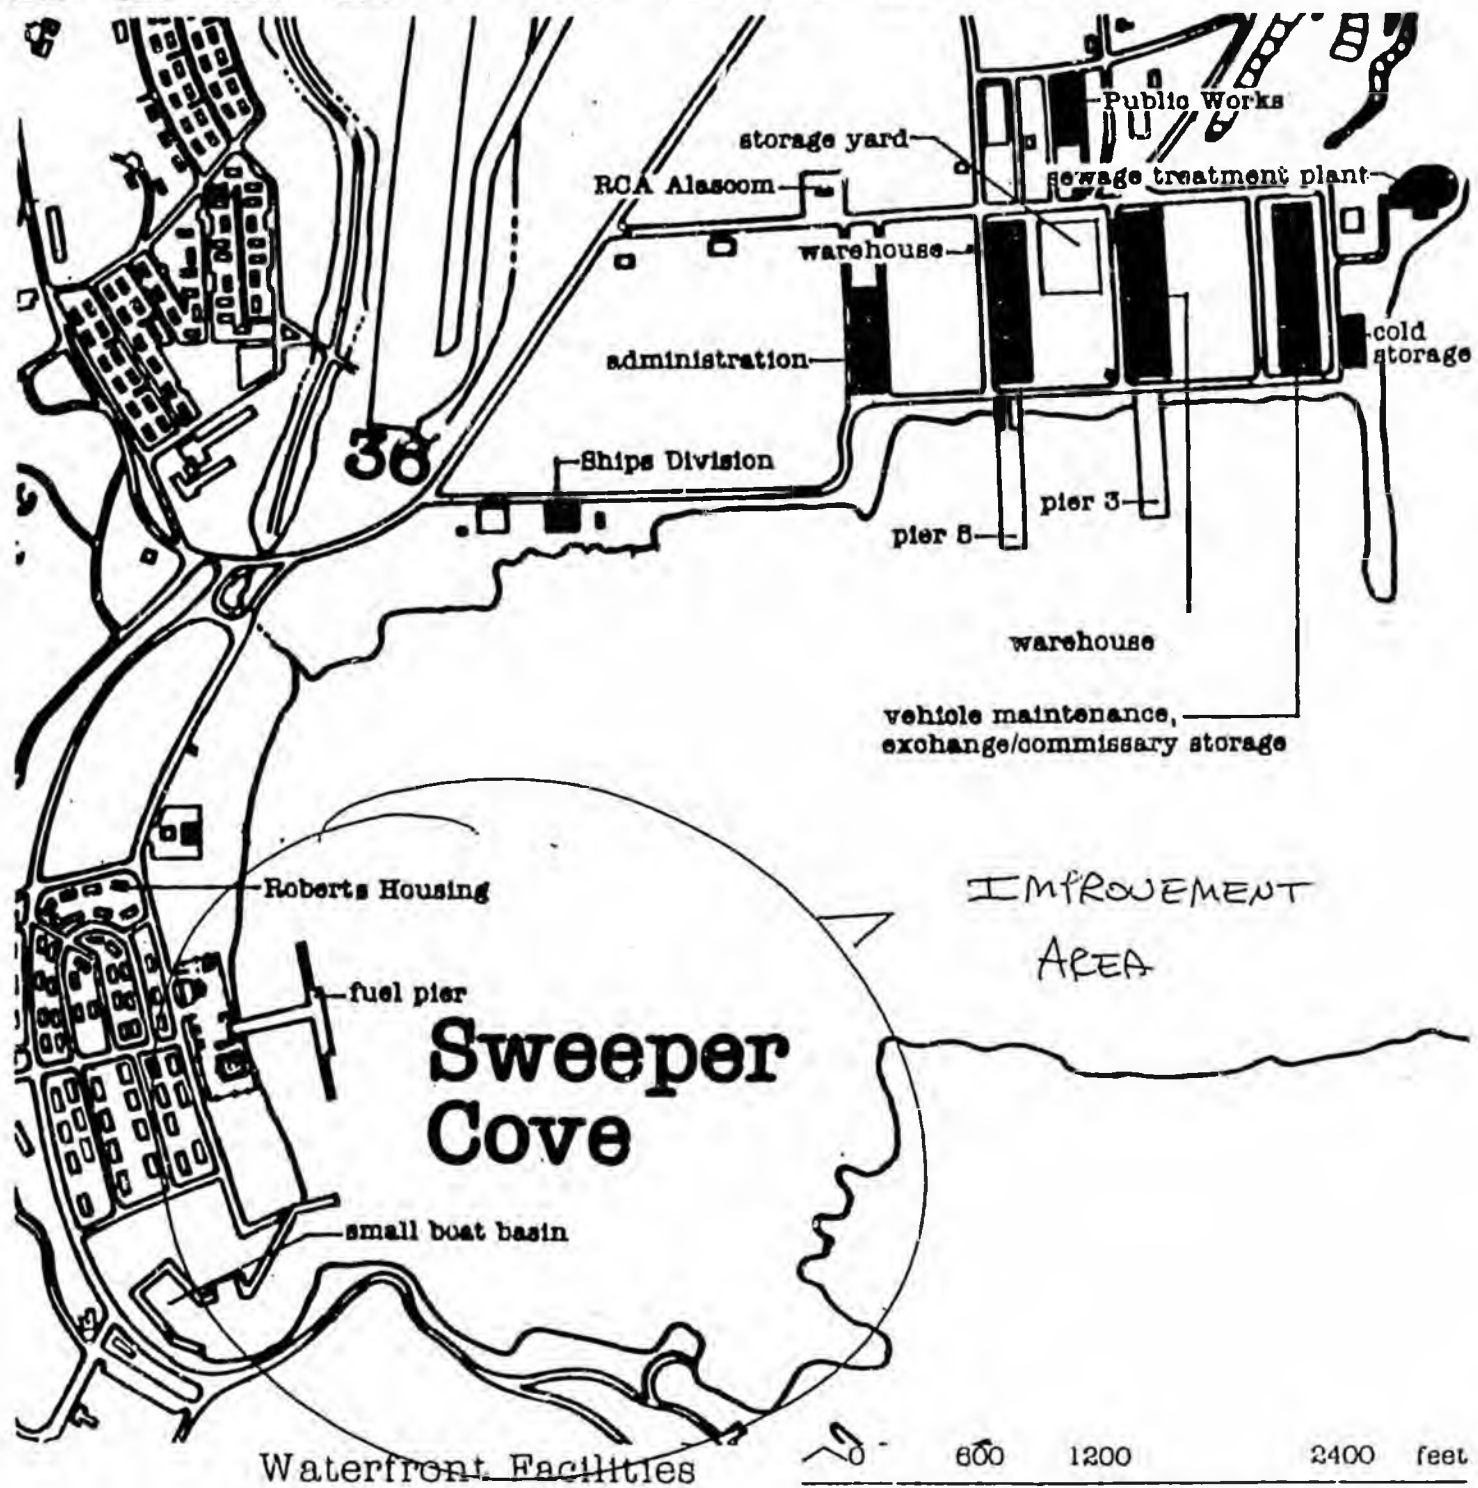 Public Works
storage yard
sewage treatment plant
RCA Alascom
warehouse
cold
storage
administration
36
Ships Division
pier 3
pier 8
warehouse
vehicle maintenance,
exchange/commissary storage
IMPROVEMENT
AREA
Roberts Housing
fuel pier
Sweeper
Cove
small boat basin
Waterfront Facilities
0 600 1200 2400 feet